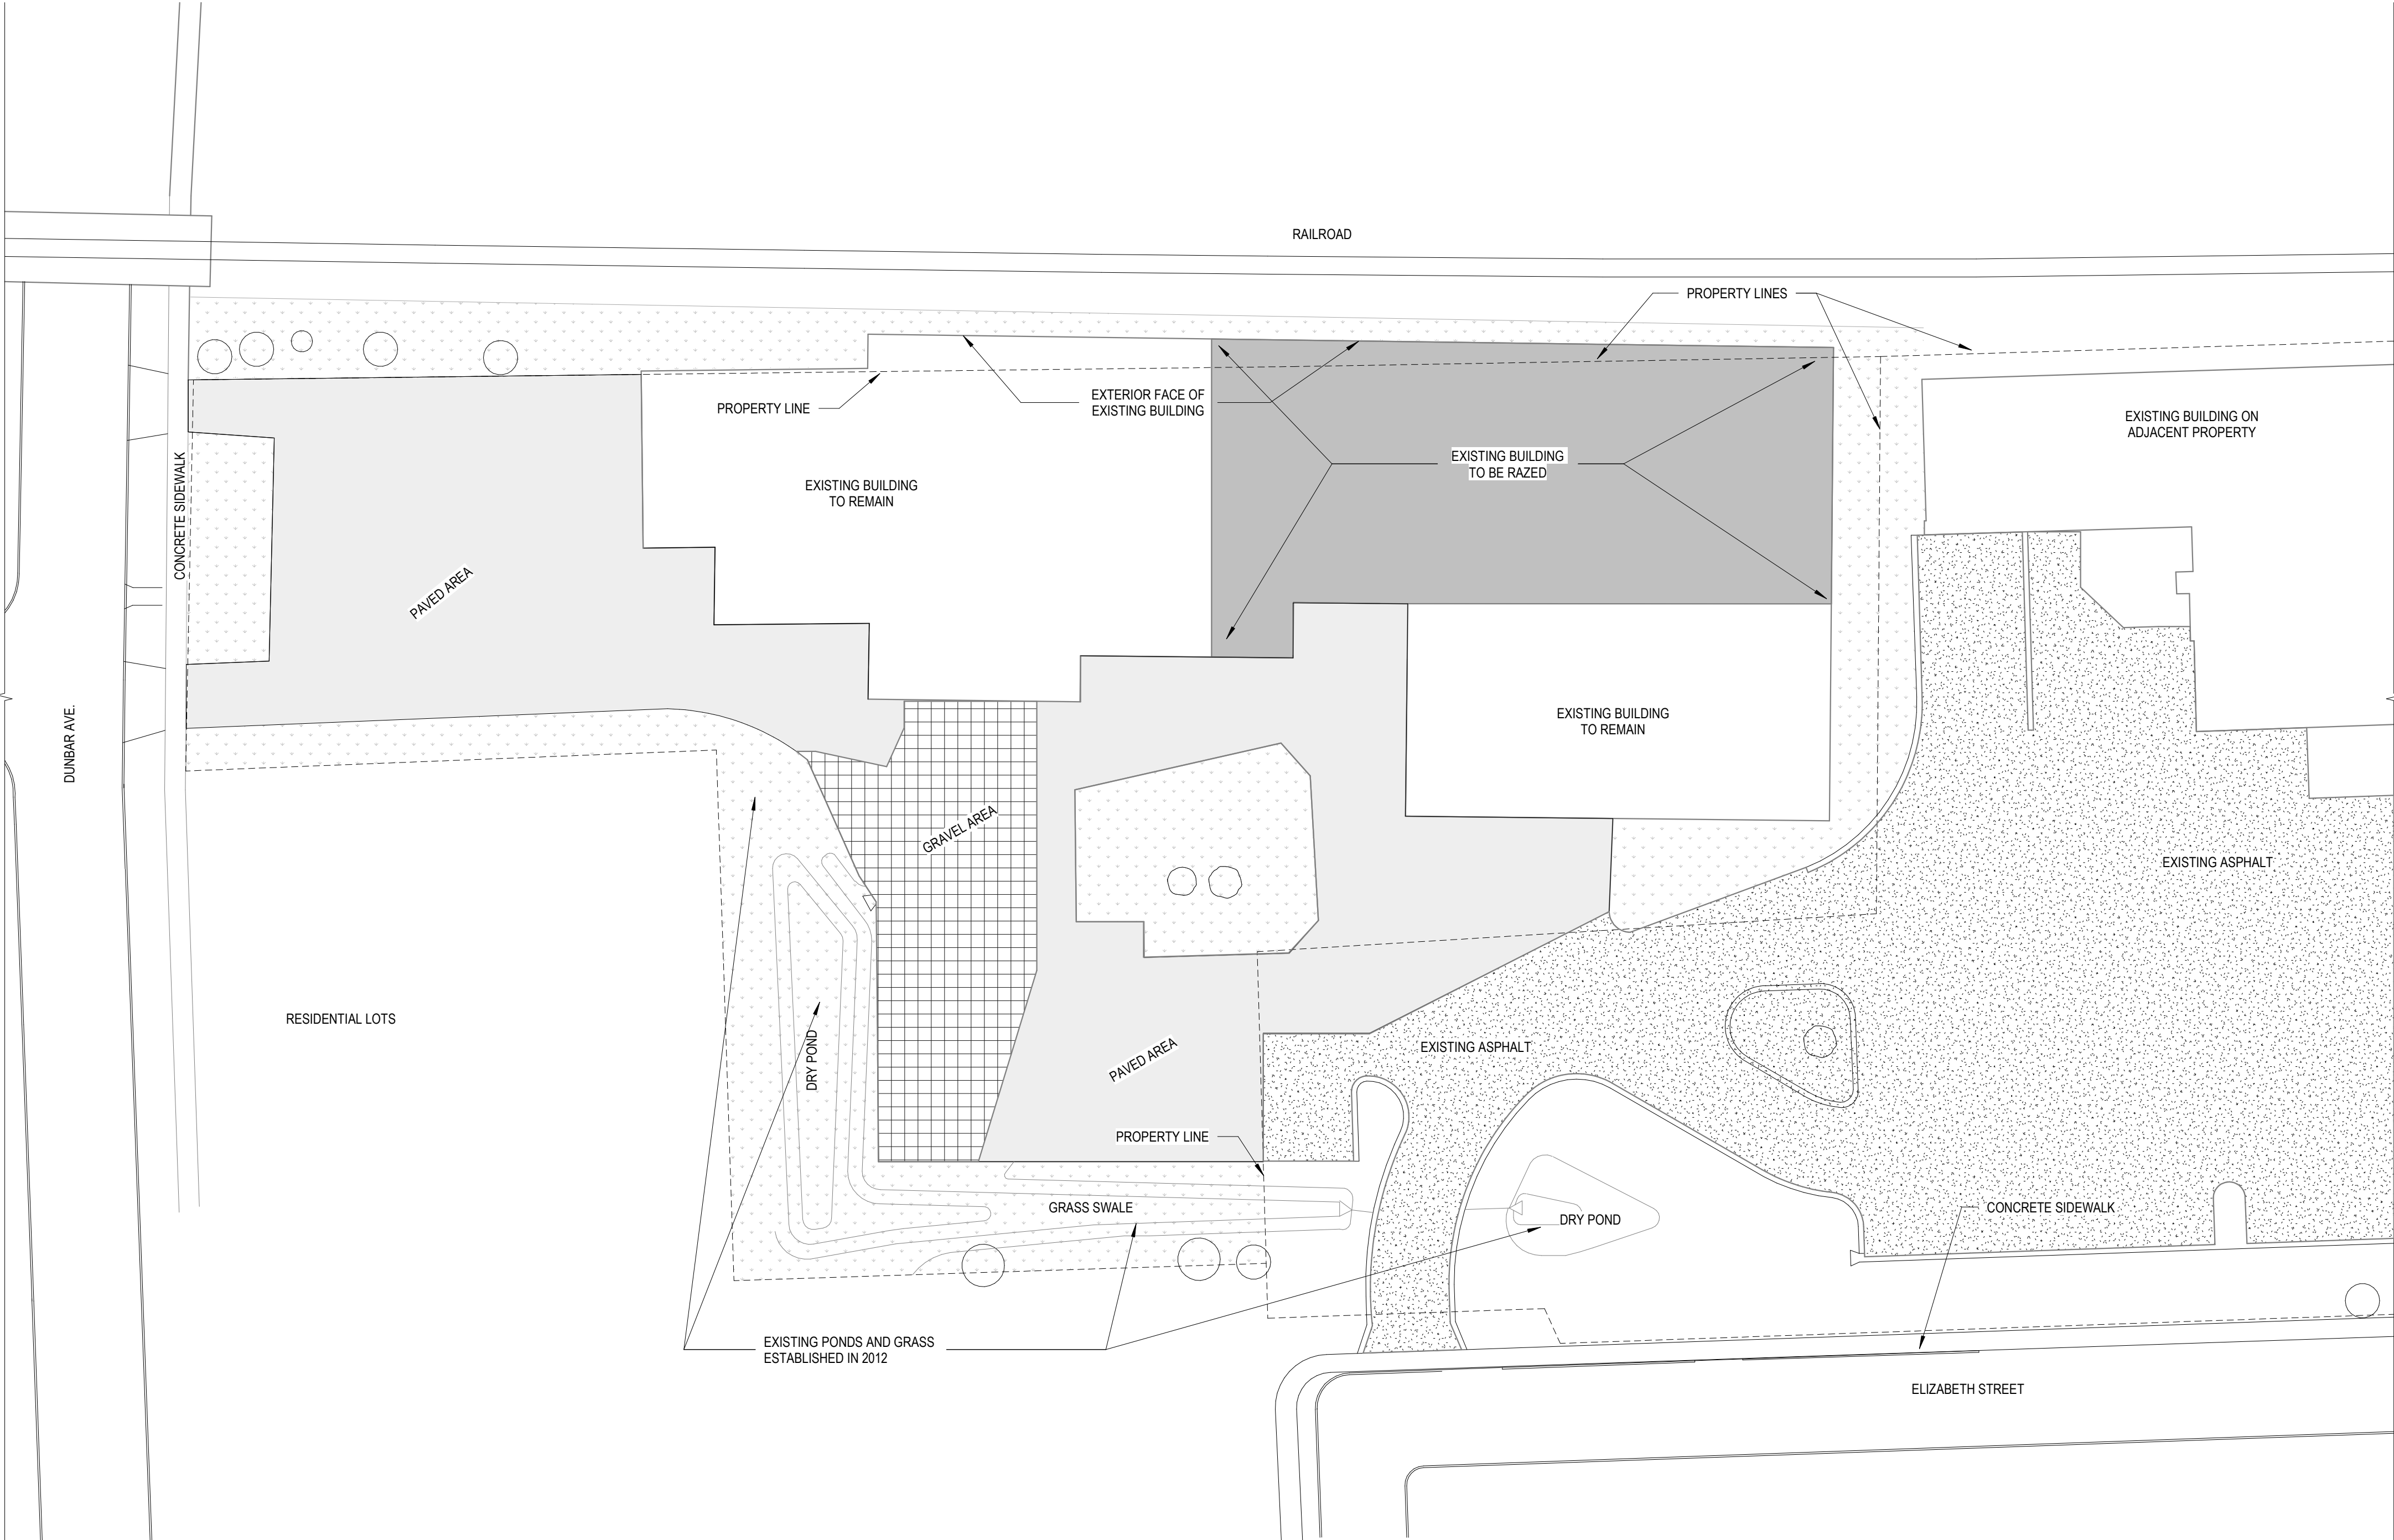 RAILROAD
PROPERTY LINES
PROPERTY LINE
EXTERIOR FACE OF
EXISTING BUILDING
EXISTING BUILDING ON
ADJACENT PROPERTY
EXISTING BUILDING
TO BE RAZED
EXISTING BUILDING
TO REMAIN
CONCRETE SIDEWALK
PAVED AREA
DUNBAR AVE.
EXISTING BUILDING
TO REMAIN
GRAVEL AREA
EXISTING ASPHALT
RESIDENTIAL LOTS
DRY POND
PAVED AREA
EXISTING ASPHALT
PROPERTY LINE
GRASS SWALE
DRY POND
CONCRETE SIDEWALK
EXISTING PONDS AND GRASS
ESTABLISHED IN 2012
ELIZABETH STREET